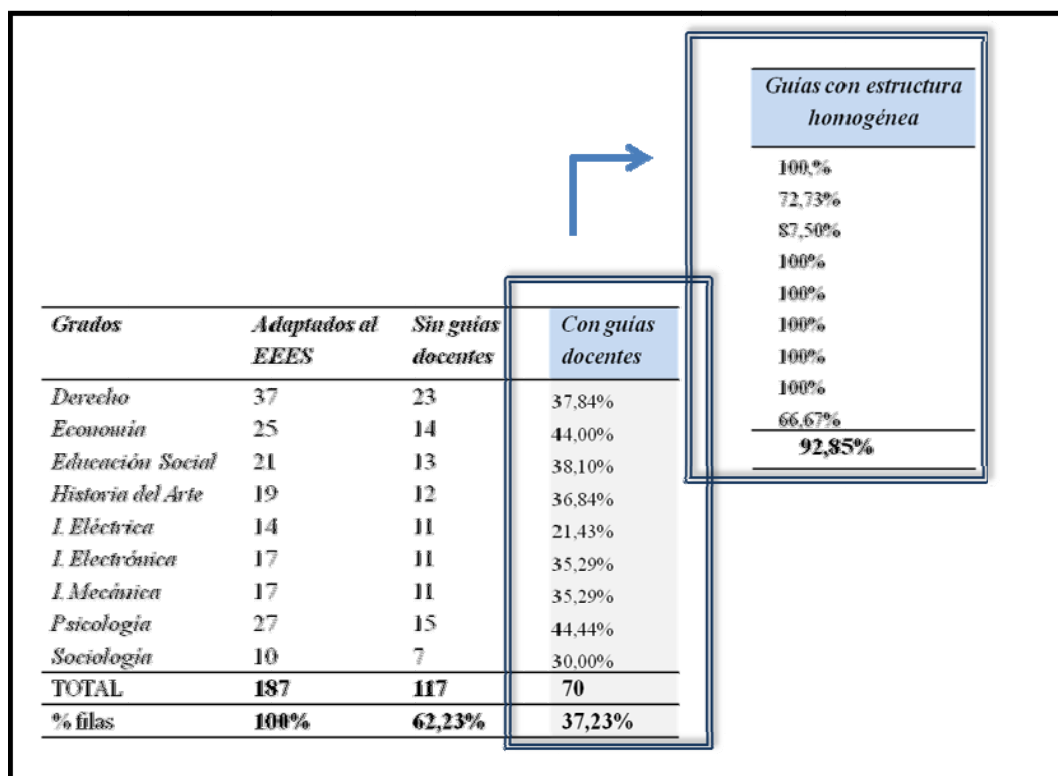 Guías con estructura
homogénea
100,%
72,73%
87,50%
100%
100%
100%
100%
100%
66,67%
92,85%
Grados Adaptados al Sin guías Con guías
EEES docentes docentes
Derecho 37 23 37,84%
Economía 25 14 44,00%
Educación Social 21 13 38,10%
Historia del Arte 19 12 36,84%
I. Eléctrica 14 11 21,43%
I. Electrónica 17 11 35,29%
I. Mecánica 17 11 35,29%
Psicología 27 15 44,44%
Sociología 10 7 30,00%
TOTAL 187 117 70
% filas 100% 62,23% 37,23%